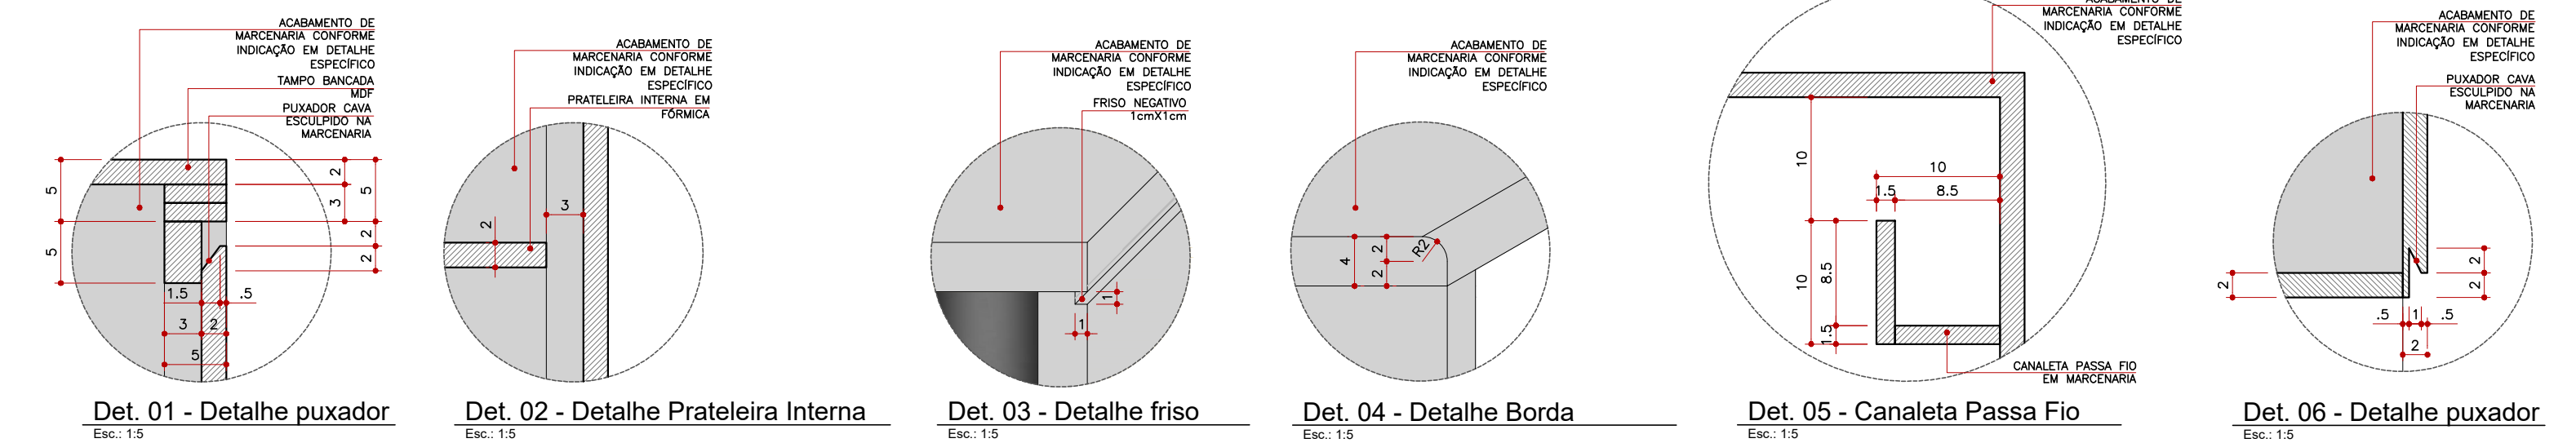 ACABAMENTO DE
MARCENARIA CONFORME
INDICAÇÃO EM DETALHE
ESPECÍFICO
TAMPO BANCADA
MDF
PUXADOR CAVA
ESCULPIDO NA
MARCENARIA
5
5
2
3
5
2
2
1.5
.5
3
2
5
Det. 01 - Detalhe puxador
Esc.: 1:5
ACABAMENTO DE
MARCENARIA CONFORME
INDICAÇÃO EM DETALHE
ESPECÍFICO
PRATELEIRA INTERNA EM
FÓRMICA
2
3
Det. 02 - Detalhe Prateleira Interna
Esc.: 1:5
ACABAMENTO DE
MARCENARIA CONFORME
INDICAÇÃO EM DETALHE
ESPECÍFICO
FRISO NEGATIVO
1cmX1cm
1
1
Det. 03 - Detalhe friso
Esc.: 1:5
ACABAMENTO DE
MARCENARIA CONFORME
INDICAÇÃO EM DETALHE
ESPECÍFICO
4
2
2
R2
Det. 04 - Detalhe Borda
Esc.: 1:5
ACABAMENTO DE
MARCENARIA CONFORME
INDICAÇÃO EM DETALHE
ESPECÍFICO
10
10
1.5
8.5
10
8.5
1.5
CANALETA PASSA FIO
EM MARCENARIA
Det. 05 - Canaleta Passa Fio
Esc.: 1:5
ACABAMENTO DE
MARCENARIA CONFORME
INDICAÇÃO EM DETALHE
ESPECÍFICO
PUXADOR CAVA
ESCULPIDO NA
MARCENARIA
2
2
2
.5
1
.5
2
Det. 06 - Detalhe puxador
Esc.: 1:5